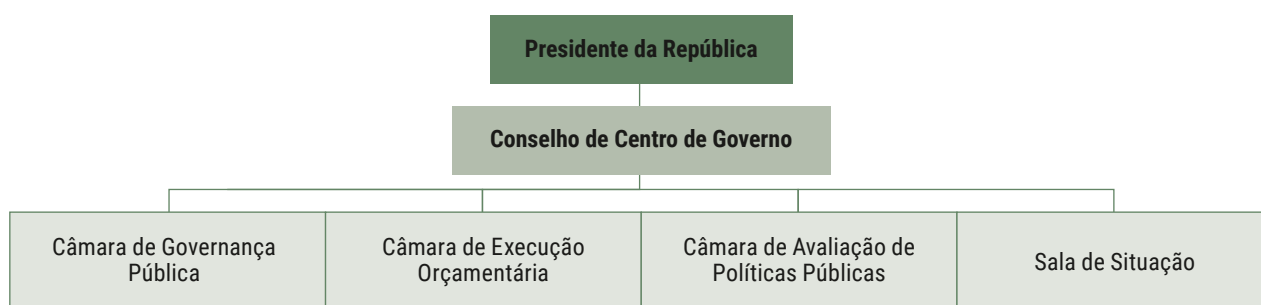 Presidente da República
Conselho de Centro de Governo
Câmara de Governança
Pública
Câmara de Execução
Orçamentária
Câmara de Avaliação de
Políticas Públicas
Sala de Situação